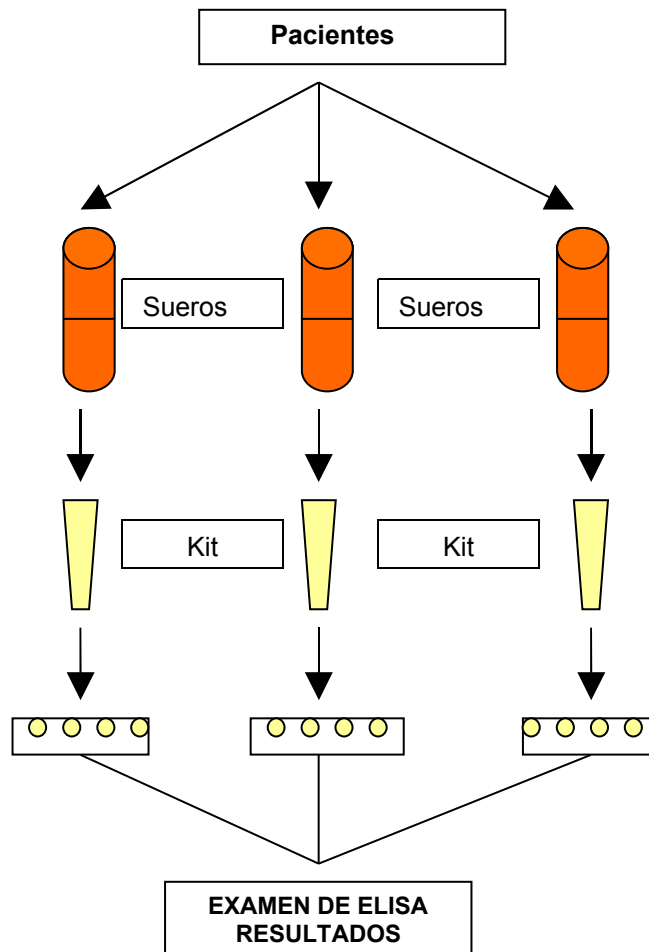 Pacientes
Sueros
Sueros
Kit
Kit
EXAMEN DE ELISA
RESULTADOS